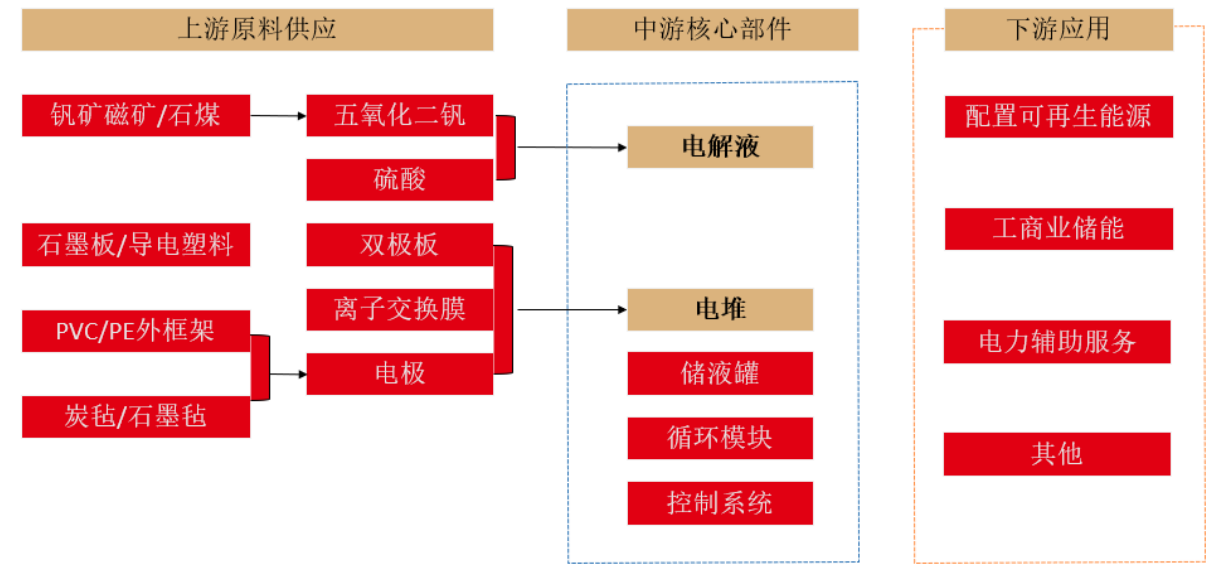 上游原料供应
中游核心部件
下游应用
钒矿磁矿/石煤
五氧化二钒
硫酸
石墨板/导电塑料
双极板
离子交换膜
PVC/PE外框架
电极
炭毡/石墨毡
电解液
电堆
储液罐
循环模块
控制系统
配置可再生能源
工商业储能
电力辅助服务
其他